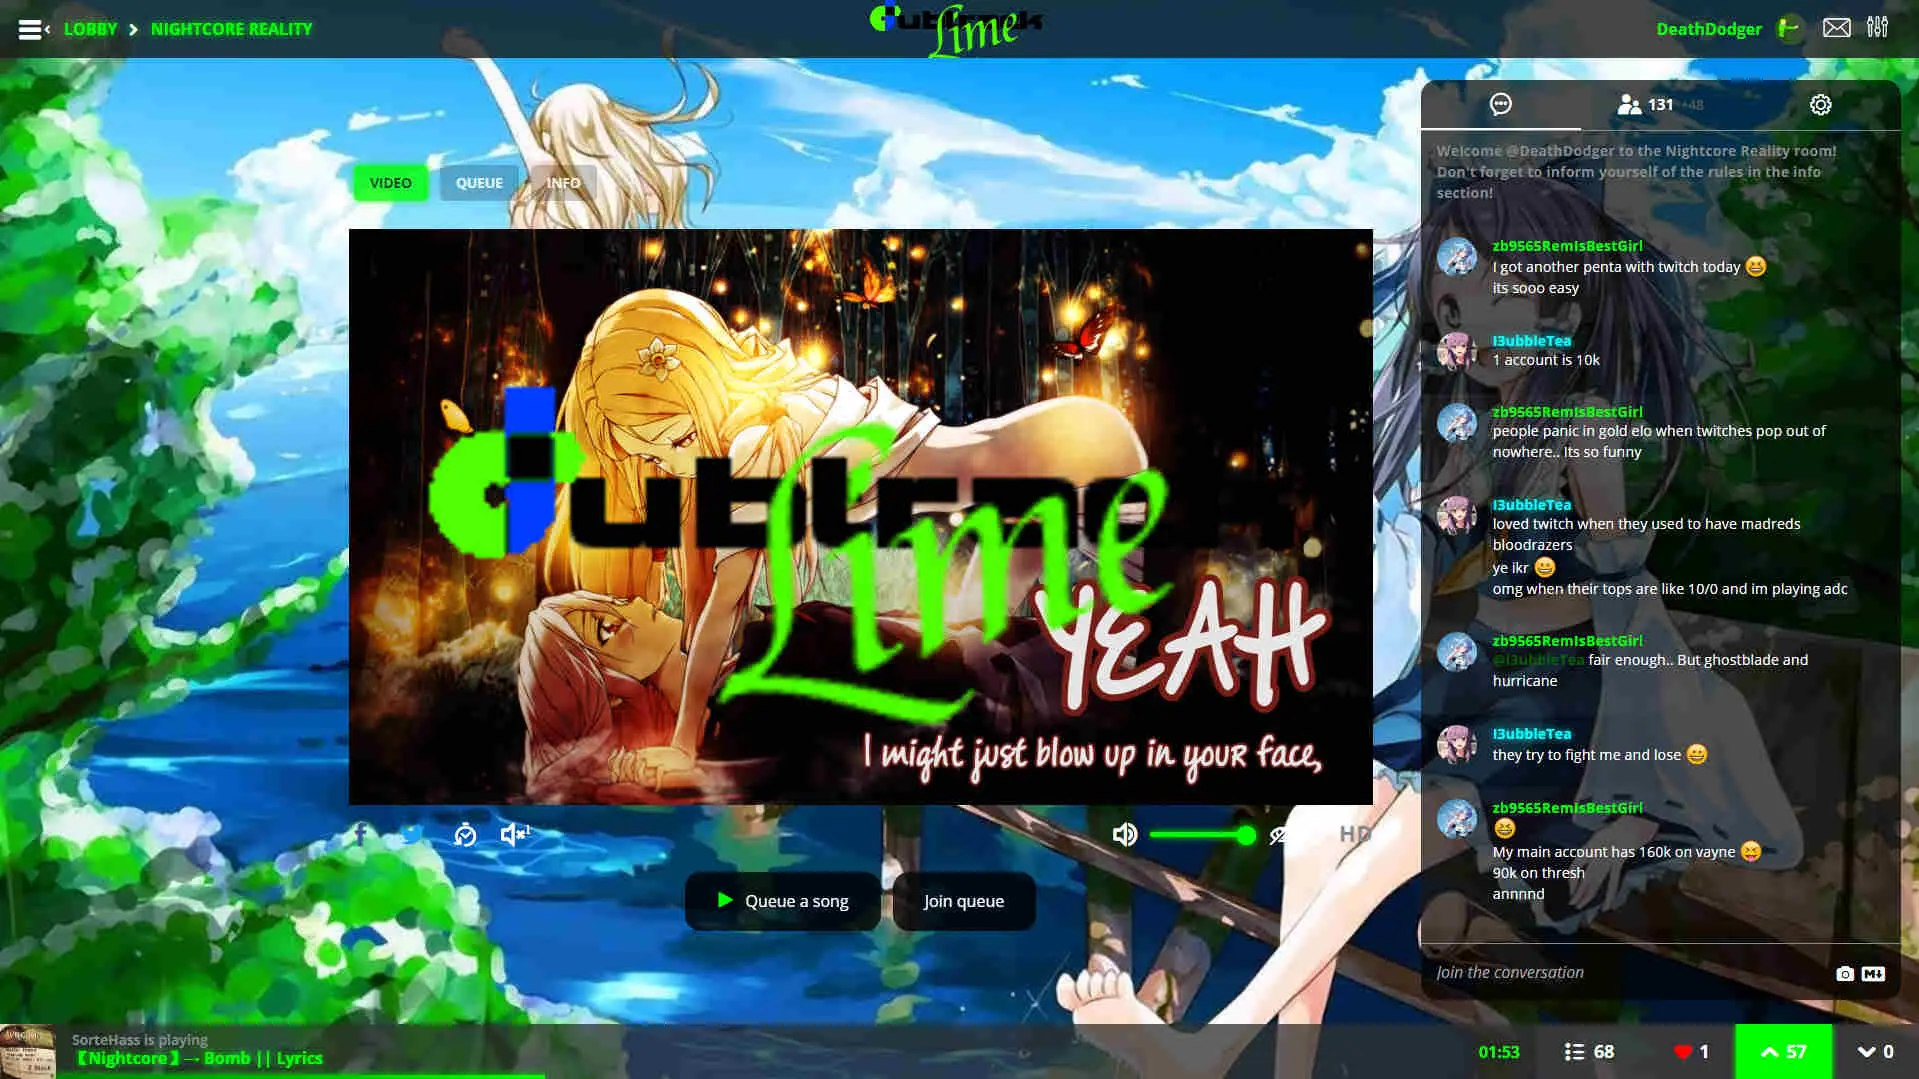 LOBBY > NIGHTCORE REALITY
Lime
DeathDodger
VIDEO QUEUE INFO
131 +48
Welcome @DeathDodger to the Nightcore Reality room!
Don't forget to inform yourself of the rules in the info
section!
zb9565RemIsBestGirl
I got another penta with twitch today
its sooo easy
I3ubbleTea
1 account is 10k
zb9565RemIsBestGirl
people panic in gold elo when twitches pop out of
nowhere.. Its so funny
I3ubbleTea
loved twitch when they used to have madreds
bloodrazers
ye ikr
omg when their tops are like 10/0 and im playing adc
zb9565RemIsBestGirl
@I3ubbleTea fair enough.. But ghostblade and
hurricane
I3ubbleTea
they try to fight me and lose
zb9565RemIsBestGirl
My main account has 160k on vayne
90k on thresh
annnnd
Join the conversation
Lime
YEAH
I might just blow up in your face,
HD
Queue a song
Join queue
SorteHass is playing
【Nightcore】→ Bomb || Lyrics
01:53
68
1
57
0